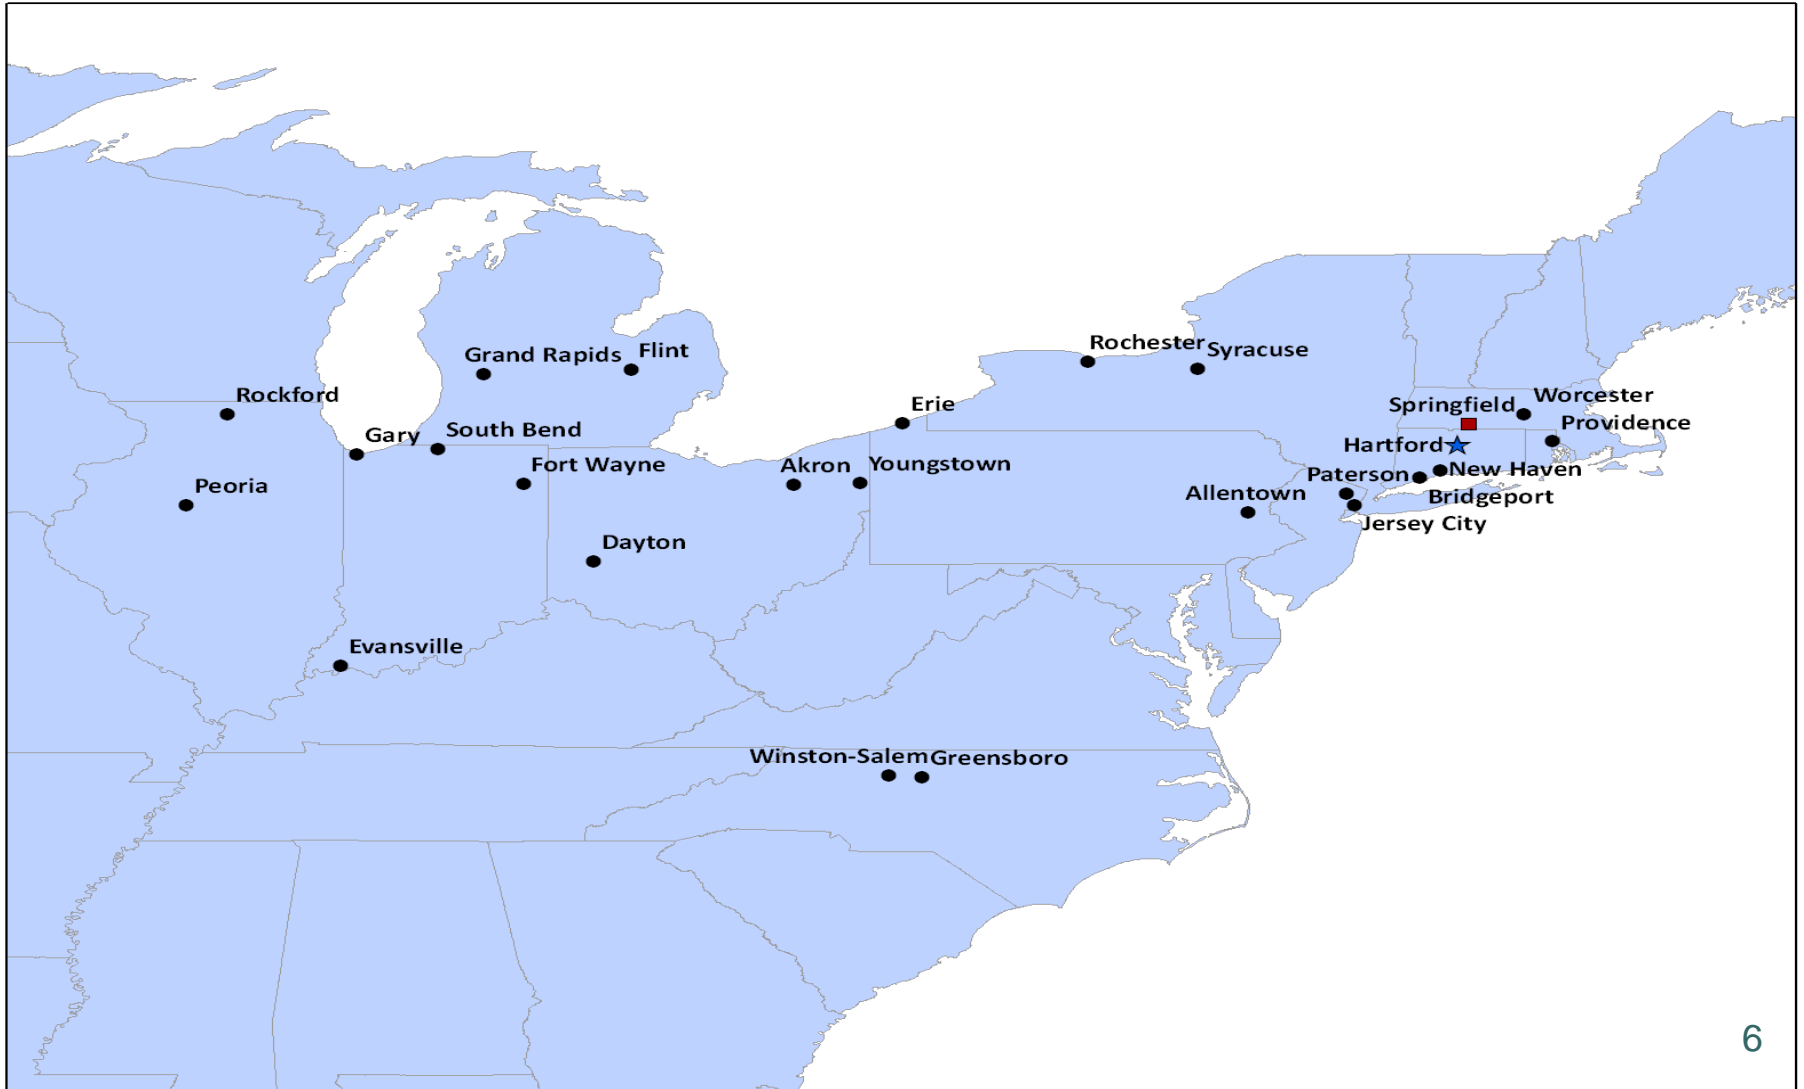 Rochester
Syracuse
Flint
Grand Rapids
Rockford
Worcester
Erie
Springfield
Providence
South Bend
Gary
Hartford
Fort Wayne
Akron
Youngstown
New Haven
Paterson
Peoria
Allentown
Bridgeport
Jersey City
Dayton
Evansville
Winston-Salem
Greensboro
6